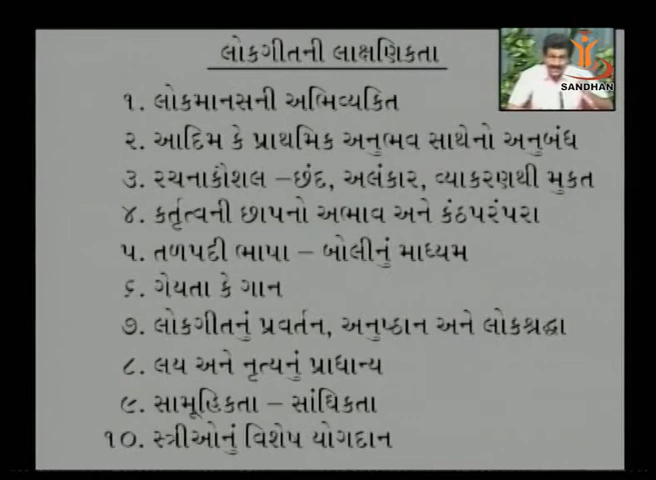 લોકગીતની લાક્ષણિકતા
SANDHAN
૧. લોકમાનસની અભિવ્યકિત
૨. આદિમ કે પ્રાથમિક અનુભવ સાથેનો અનુબંધ
૩. રચનાકૌશલ –છંદ, અલંકાર, વ્યાકરણથી મુકત
૪. કર્તૃત્વની છાપનો અભાવ અને કંઠપરંપરા
૫. તળપદી ભાષા – બોલીનું માધ્યમ
૬. ગેયતા કે ગાન
૭. લોકગીતનું પ્રવર્તન, અનુષ્ઠાન અને લોકશ્રદ્ધા
૮. લય અને નૃત્યનું પ્રાધાન્ય
૯. સામૂહિકતા – સાંઘિકતા
૧૦. સ્ત્રીઓનું વિશેષ યોગદાન